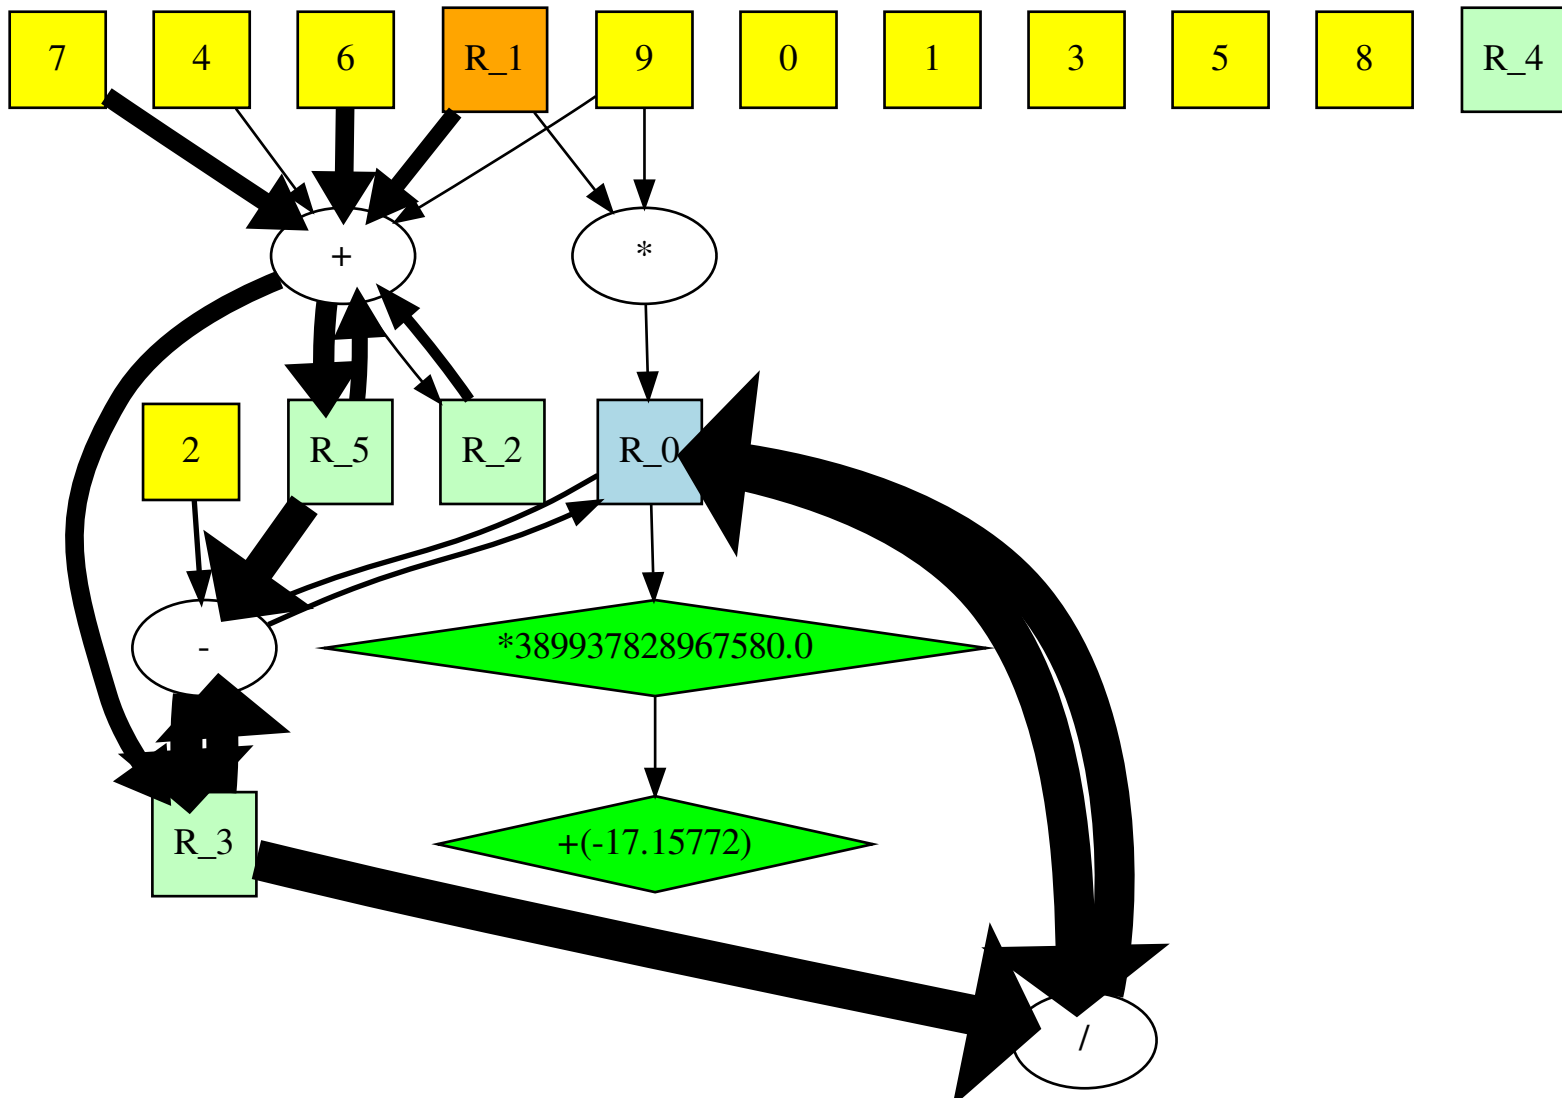 7 4 6 R_1 9 0 1 3 5 8 R_4
+ *
2 R_5 R_2 R_0
- *389937828967580.0
R_3 +(-17.15772)
/